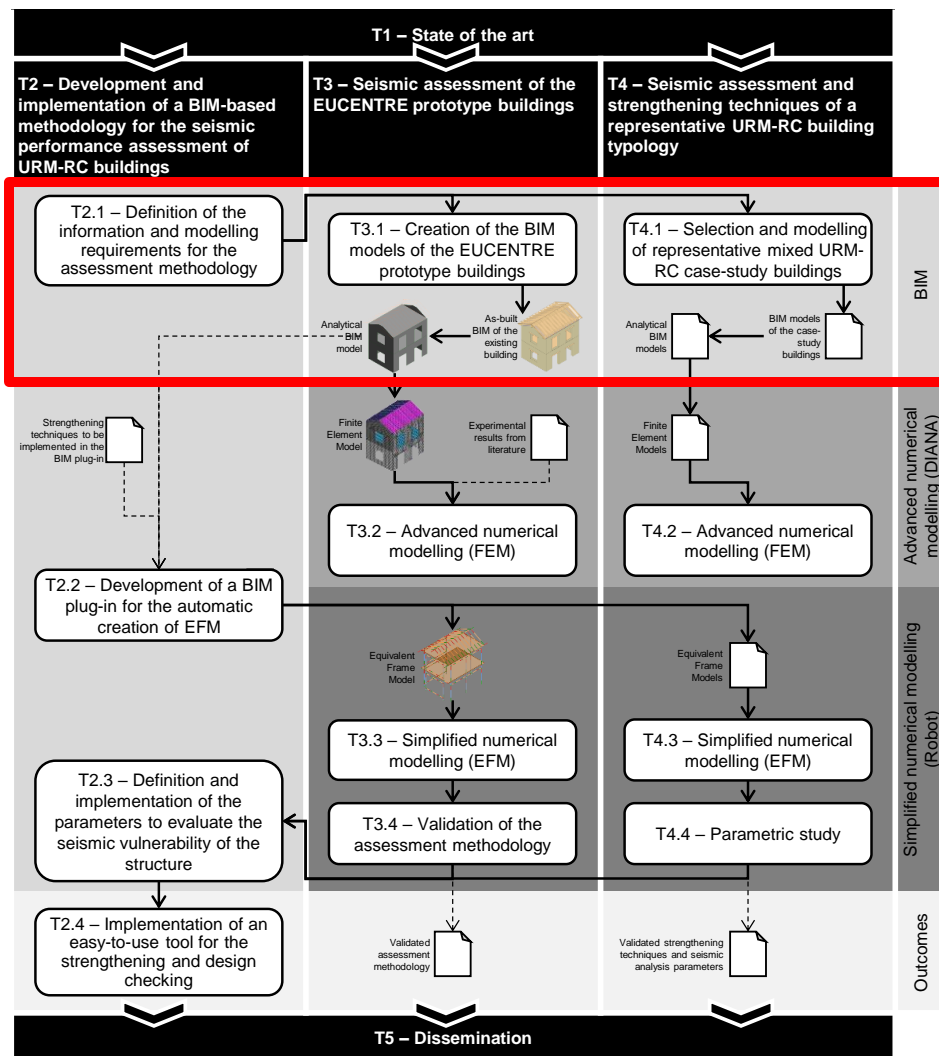 T1 – State of the art
T2 – Development and
implementation of a BIM-based
methodology for the seismic
performance assessment of
URM-RC buildings
T3 – Seismic assessment of the
EUCENTRE prototype buildings
T4 – Seismic assessment and
strengthening techniques of a
representative URM-RC building
typology
T2.1 – Definition of the
information and modelling
requirements for the
assessment methodology
T3.1 – Creation of the BIM
models of the EUCENTRE
prototype buildings
T4.1 – Selection and modelling
of representative mixed URM-
RC case-study buildings
BIM
Analytical
BIM
model
As-built
BIM of the
existing
building
Analytical
BIM
models
BIM models
of the case-
study
buildings
Strengthening
techniques to be
implemented in the
BIM plug-in
Finite
Element
Model
Experimental
results from
literature
Finite
Element
Models
Advanced numerical
modelling (DIANA)
T3.2 – Advanced numerical
modelling (FEM)
T4.2 – Advanced numerical
modelling (FEM)
T2.2 – Development of a BIM
plug-in for the automatic
creation of EFM
Equivalent
Frame
Model
Equivalent
Frame
Models
Simplified numerical modelling
(Robot)
T3.3 – Simplified numerical
modelling (EFM)
T4.3 – Simplified numerical
modelling (EFM)
T2.3 – Definition and
implementation of the
parameters to evaluate the
seismic vulnerability of the
structure
T3.4 – Validation of the
assessment methodology
T4.4 – Parametric study
T2.4 – Implementation of an
easy-to-use tool for the
strengthening and design
checking
Validated
assessment
methodology
Validated strengthening
techniques and seismic
analysis parameters
Outcomes
T5 – Dissemination